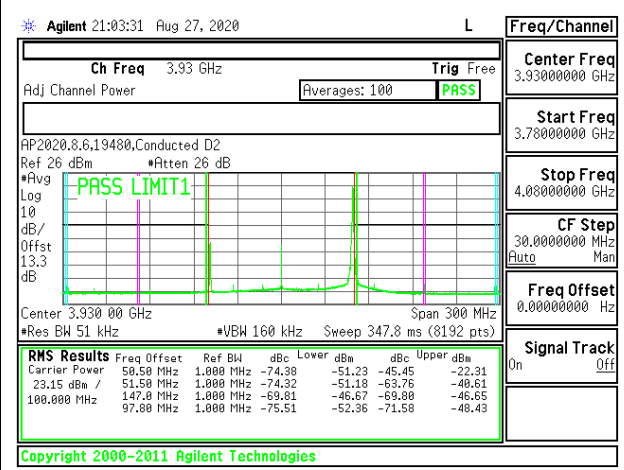 Agilent 21:03:31 Aug 27, 2020 L
Ch Freq 3.93 GHz Trig Free
Adj Channel Power Averages: 100 PASS
AP2020.8.6,19480,Conducted D2
Ref 26 dBm #Atten 26 dB
#Avg
Log
10
dB/
Offst
13.3
dB
PASS LIMIT1
Center 3.930 00 GHz Span 300 MHz
#Res BW 51 kHz #VBW 160 kHz Sweep 347.8 ms (8192 pts)
RMS Results Freq Offset Ref BW dBc Lower dBm dBc Upper dBm
Carrier Power 50.50 MHz 1.000 MHz -74.38 -51.23 -45.45 -22.31
23.15 dBm / 51.50 MHz 1.000 MHz -74.32 -51.18 -63.76 -40.61
100.000 MHz 147.0 MHz 1.000 MHz -69.81 -46.67 -69.80 -46.65
97.80 MHz 1.000 MHz -75.51 -52.36 -71.58 -48.43
Copyright 2000-2011 Agilent Technologies
Freq/Channel
Center Freq
3.93000000 GHz
Start Freq
3.78000000 GHz
Stop Freq
4.08000000 GHz
CF Step
30.0000000 MHz
Auto Man
Freq Offset
0.00000000 Hz
Signal Track
On Off